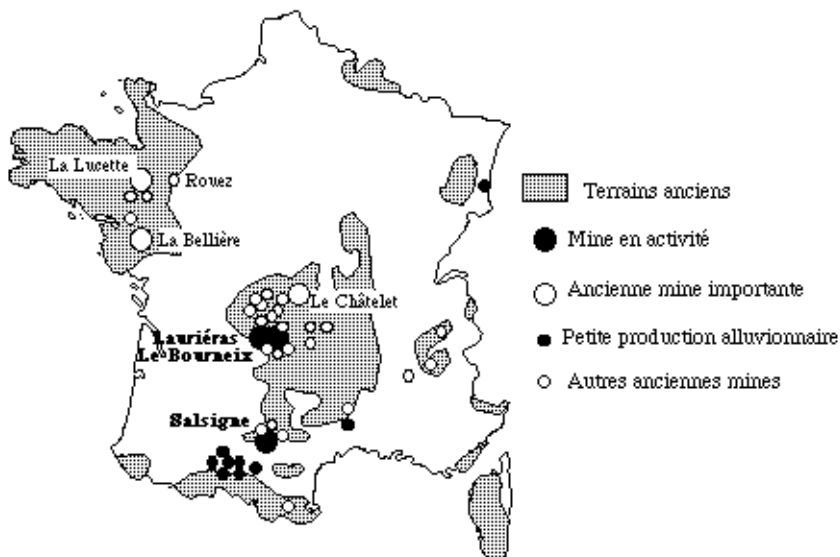 La Lucette
Rouez
La Bellière
Le Châtelet
Lauriéras
Le Bourneix
Salsigne
Terrains anciens
Mine en activité
Ancienne mine importante
Petite production alluvionnaire
Autres anciennes mines